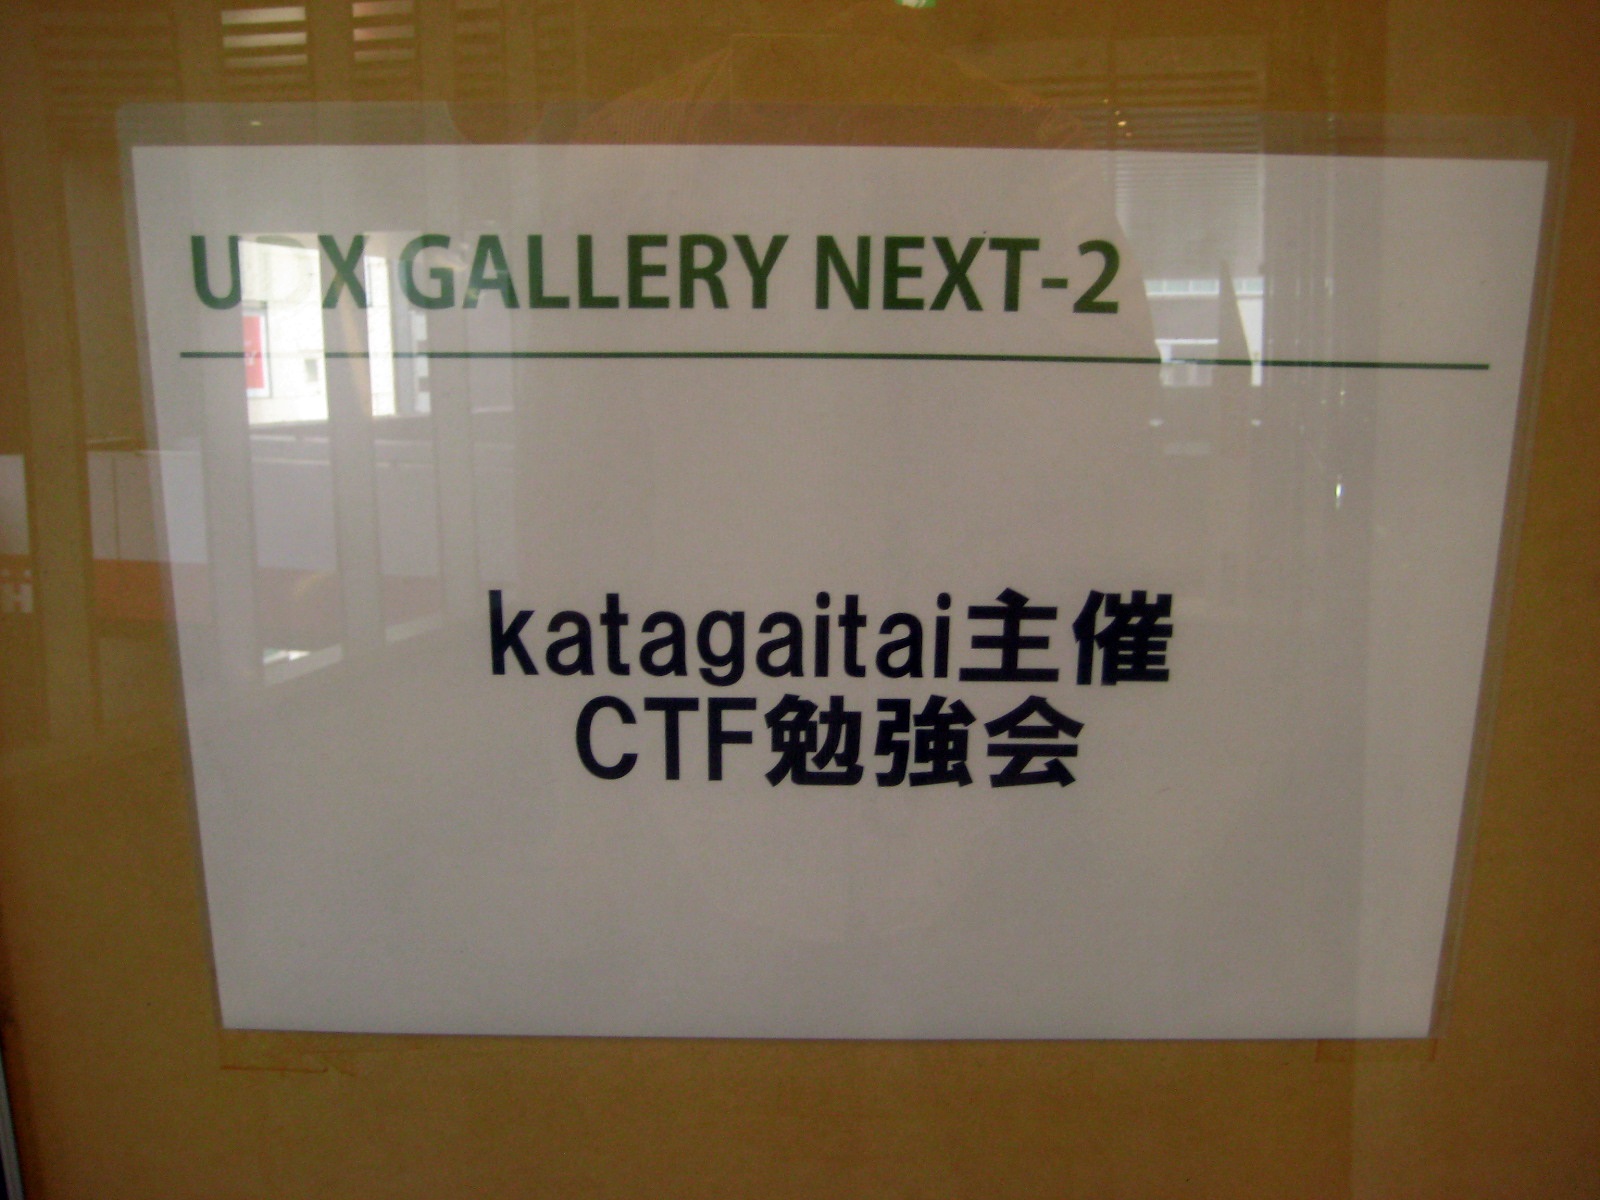 UDX GALLERY NEXT-2
katagaitai主催
CTF勉強会